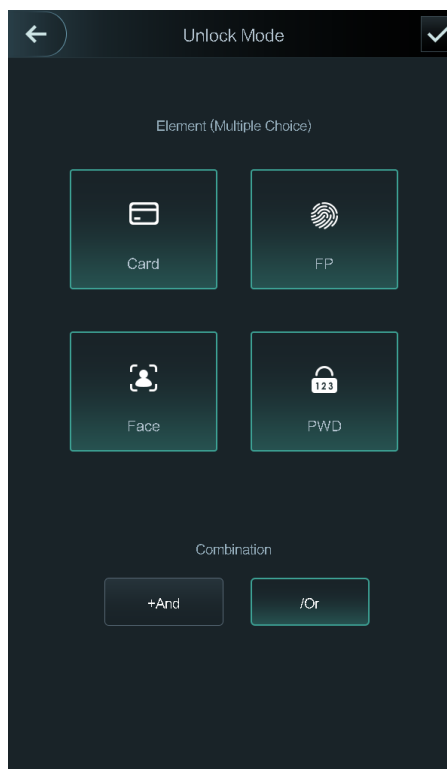 Unlock Mode
Element (Multiple Choice)
Card
FP
Face
123
PWD
Combination
+And
/Or